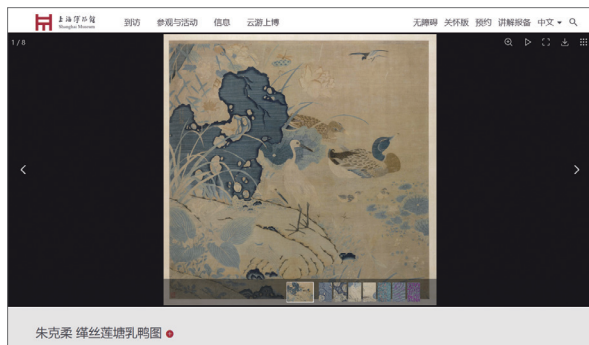 上海博物館 到访 参观与活动 信息 云游上博 无障碍 关怀版 预约 讲解报备 中文
Shanghai Museum
1 / 8
朱克柔 缂丝莲塘乳鸭图